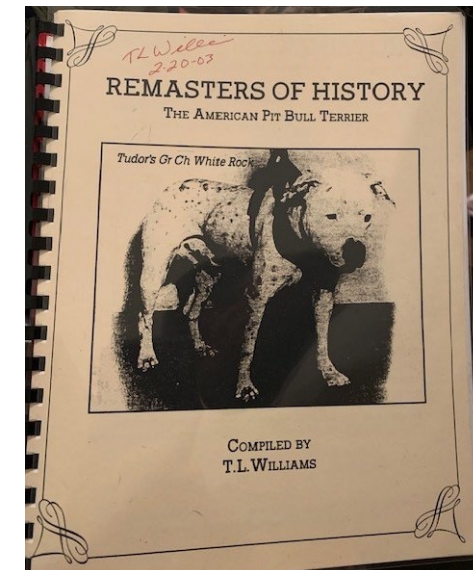 TL Willi
2-20-03
REMASTERS OF HISTORY
THE AMERICAN PIT BULL TERRIER
Tudor's Gr Ch White Rock
COMPILED BY
T.L. WILLIAMS